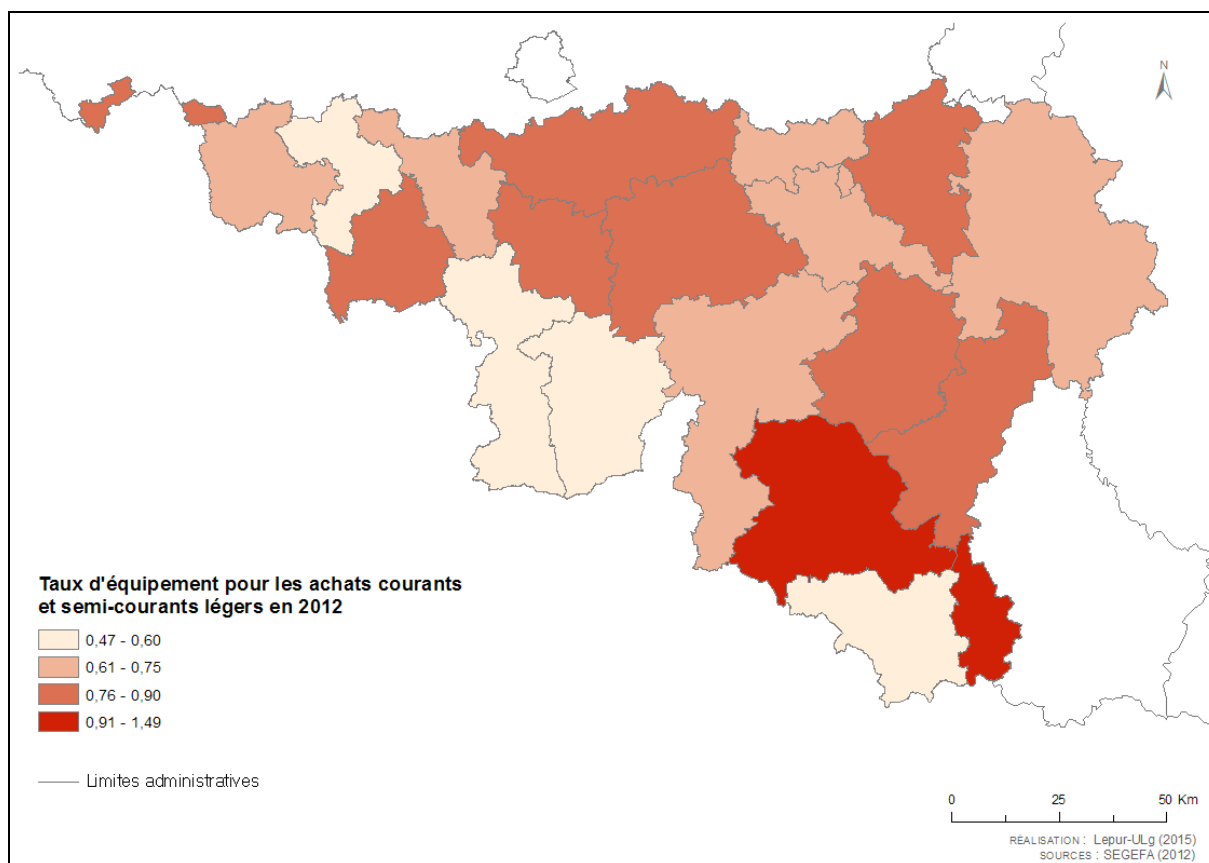 N
Taux d'équipement pour les achats courants
et semi-courants légers en 2012
0,47 - 0,60
0,61 - 0,75
0,76 - 0,90
0,91 - 1,49
Limites administratives
0 25 50 Km
RÉALISATION : Lepur-ULg (2015)
SOURCES : SEGEFA (2012)